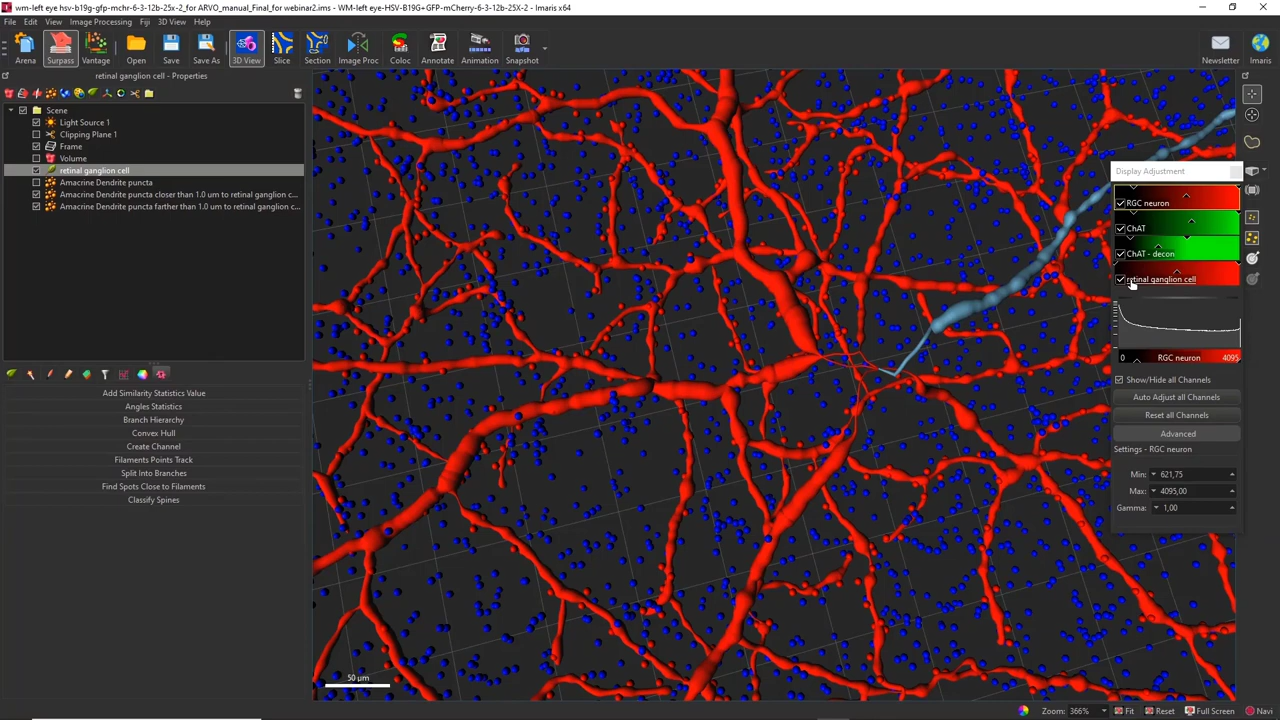 wm-left eye hsv-b19g-gfp-mchr-6-3-12b-25x-2_for ARVO_manual_Final_for webinar2.ims - WM-left eye-HSV-B19G+GFP-mCherry-6-3-12b-25X-2 - Imaris x64
File Edit View Image Processing Fiji 3D View Help
Arena Surpass Vantage Open Save Save As 3D View Slice Section Image Proc Coloc Annotate Animation Snapshot Newsletter Imaris
retinal ganglion cell - Properties
Scene
Light Source 1
Clipping Plane 1
Frame
Volume
retinal ganglion cell
Amacrine Dendrite puncta
Amacrine Dendrite puncta closer than 1.0 um to retinal ganglion c...
Amacrine Dendrite puncta farther than 1.0 um to retinal ganglion c...
Add Similarity Statistics Value
Angles Statistics
Branch Hierarchy
Convex Hull
Create Channel
Filaments Points Track
Split Into Branches
Find Spots Close to Filaments
Classify Spines
Display Adjustment
RGC neuron
ChAT
ChAT - decon
retinal ganglion cell
0 RGC neuron 4095
Show/Hide all Channels
Auto Adjust all Channels
Reset all Channels
Advanced
Settings - RGC neuron
Min: 621,75
Max: 4095,00
Gamma: 1,00
50 µm
Zoom: 366% Fit Reset Full Screen Navi